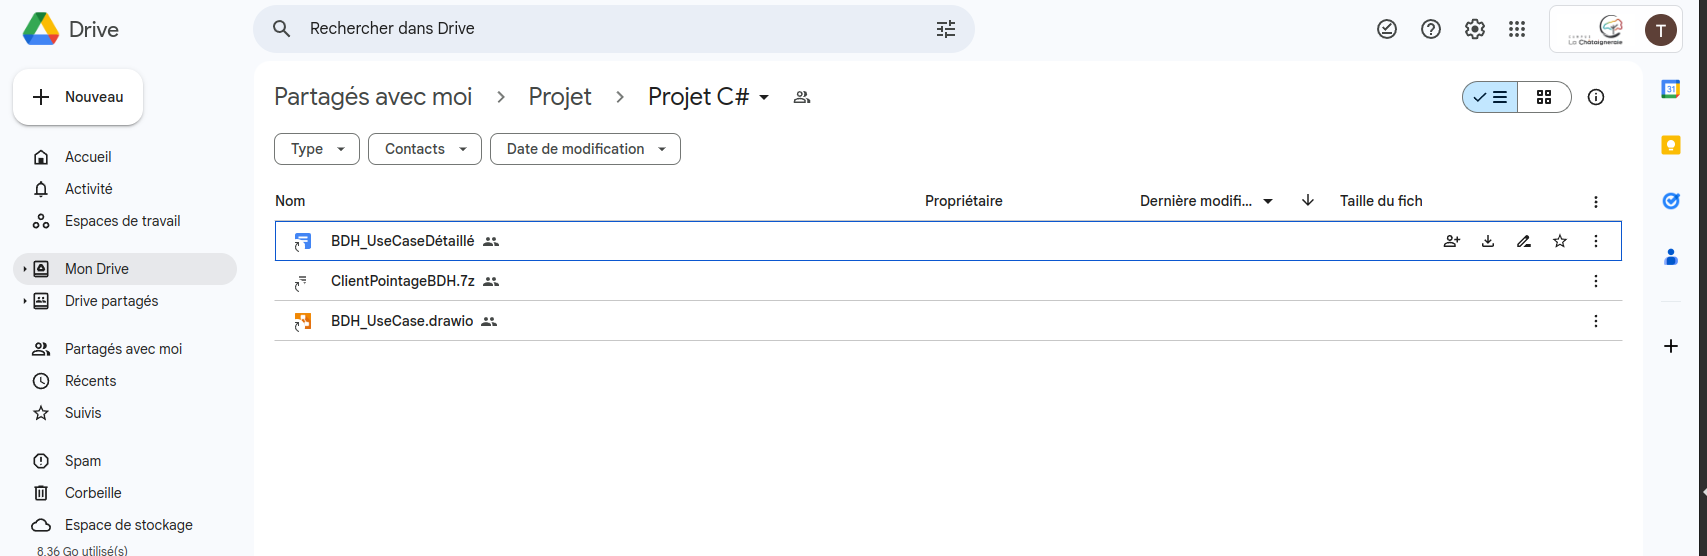 Drive
Rechercher dans Drive
CAMPUS
La Châtaigneraie
T
Nouveau
Partagés avec moi > Projet > Projet C#
31
Type
Contacts
Date de modification
Accueil
Activité
Espaces de travail
Mon Drive
Drive partagés
Partagés avec moi
Récents
Suivis
Spam
Corbeille
Espace de stockage
8,36 Go utilisé(s)
Nom
Propriétaire
Dernière modifi...
Taille du fich
BDH_UseCaseDétaillé
ClientPointageBDH.7z
BDH_UseCase.drawio